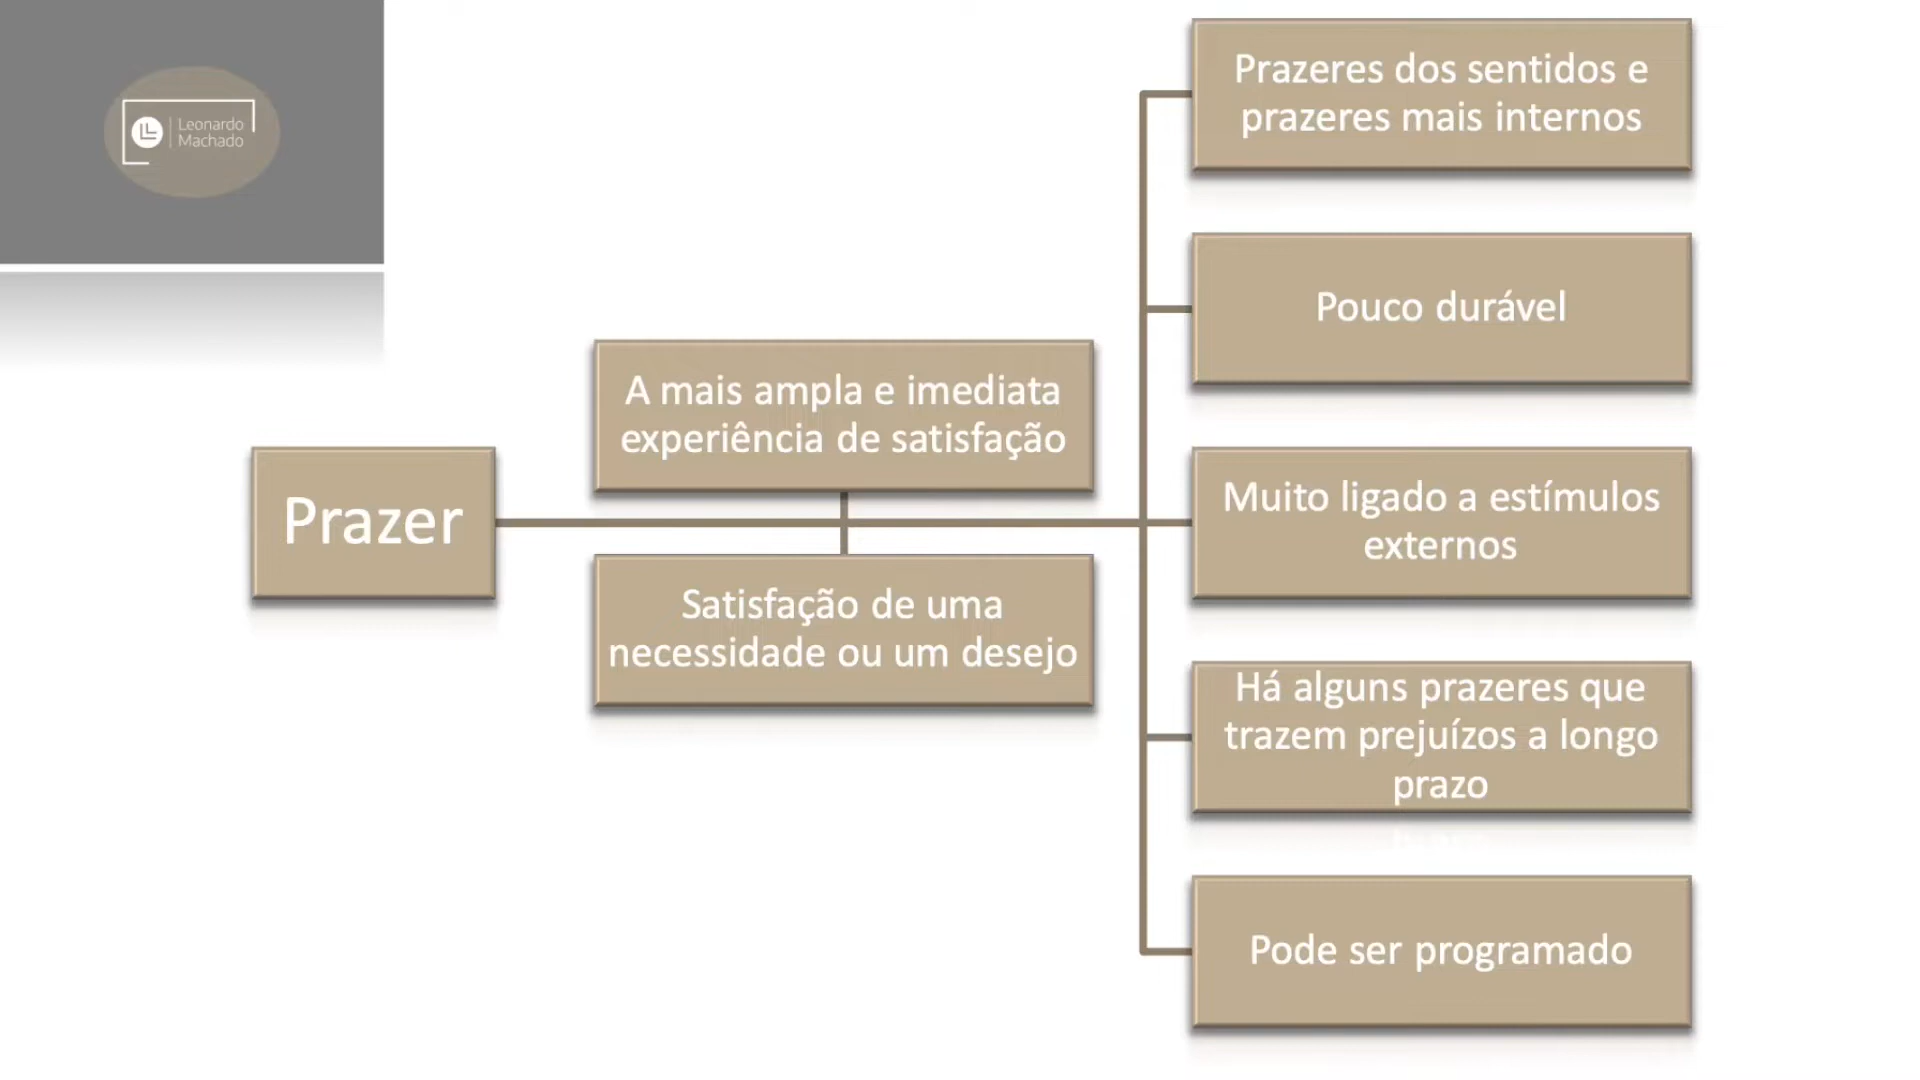 Leonardo
Machado
Prazer
A mais ampla e imediata
experiência de satisfação
Satisfação de uma
necessidade ou um desejo
Prazeres dos sentidos e
prazeres mais internos
Pouco durável
Muito ligado a estímulos
externos
Há alguns prazeres que
trazem prejuízos a longo
prazo
Pode ser programado